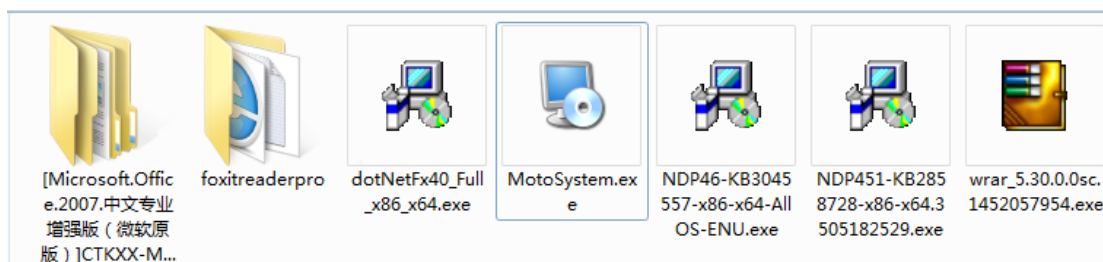 [Microsoft.Offic
e.2007.中文专业
增强版（微软原
版）]CTKXX-M...
foxitreaderpro
dotNetFx40_Full
_x86_x64.exe
MotoSystem.ex
e
NDP46-KB3045
557-x86-x64-All
OS-ENU.exe
NDP451-KB285
8728-x86-x64.3
505182529.exe
wrar_5.30.0.0sc.
1452057954.exe